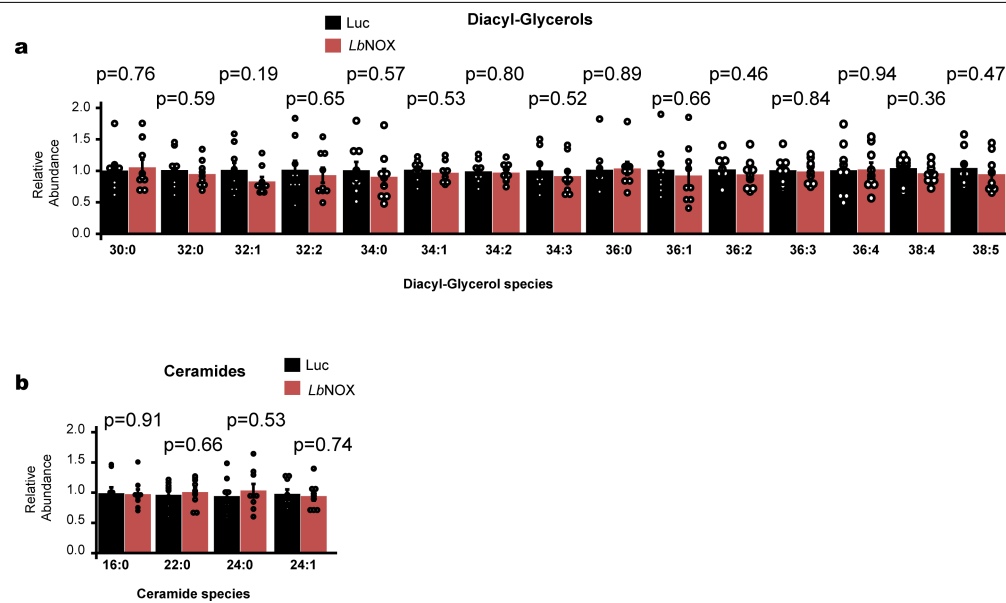 Diacyl-Glycerols
Luc
LbNOX
a
p=0.76 p=0.19 p=0.57 p=0.80 p=0.89 p=0.46 p=0.94 p=0.47
p=0.59 p=0.65 p=0.53 p=0.52 p=0.66 p=0.84 p=0.36
2.0
1.5
1.0
0.5
0.0
Relative
Abundance
30:0 32:0 32:1 32:2 34:0 34:1 34:2 34:3 36:0 36:1 36:2 36:3 36:4 38:4 38:5
Diacyl-Glycerol species
b
Ceramides
Luc
LbNOX
p=0.91 p=0.53
p=0.66 p=0.74
2.0
1.5
1.0
0.5
0.0
Relative
Abundance
16:0 22:0 24:0 24:1
Ceramide species